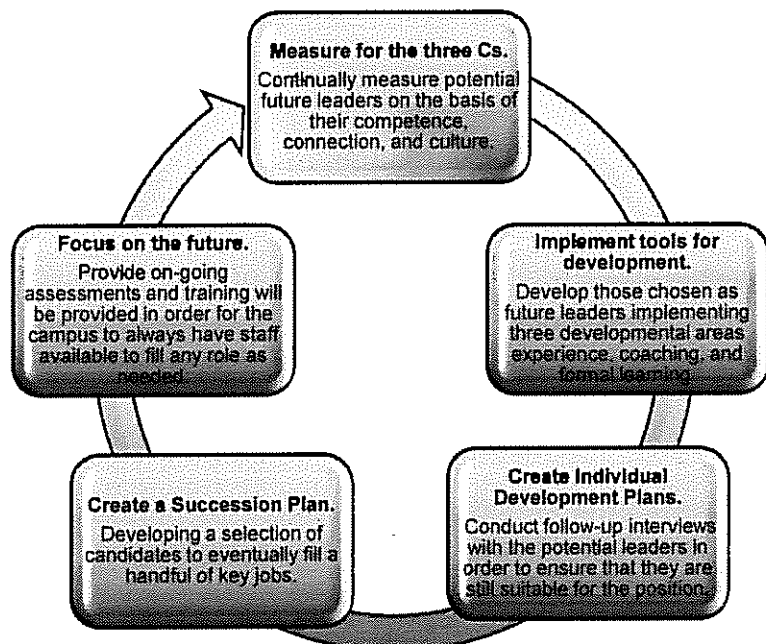 Measure for the three Cs.
Continually measure potential
future leaders on the basis of
their competence,
connection, and culture.
Implement tools for
development.
Develop those chosen as
future leaders implementing
three developmental areas
experience, coaching, and
formal learning
Create Individual
Development Plans.
Conduct follow-up interviews
with the potential leaders in
order to ensure that they are
still suitable for the position.
Create a Succession Plan.
Developing a selection of
candidates to eventually fill a
handful of key jobs.
Focus on the future.
Provide on-going
assessments and training will
be provided in order for the
campus to always have staff
available to fill any role as
needed.